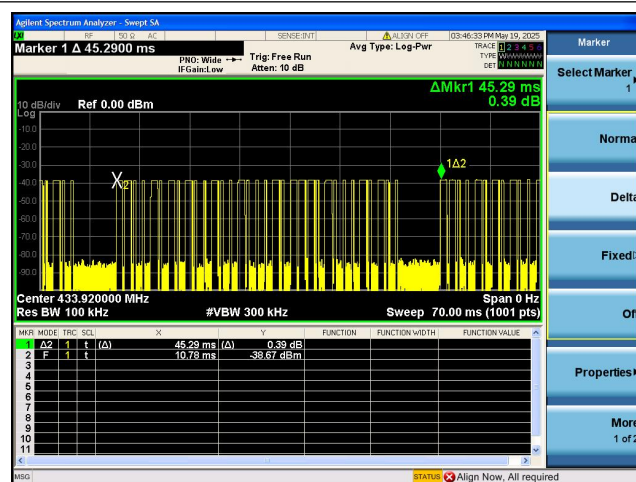 Agilent Spectrum Analyzer - Swept SA
RF 50 Ω AC SENSE:INT ALIGN OFF 03:46:33 PM May 19, 2025
Marker 1 Δ 45.2900 ms
PNO: Wide Trig: Free Run Avg Type: Log-Pwr TRACE 1 2 3 4 5 6
IFGain:Low Atten: 10 dB TYPE
DET N N N N N N
ΔMkr1 45.29 ms
0.39 dB
10 dB/div Ref 0.00 dBm
Log
-10.0
-20.0
-30.0
-40.0
-50.0
-60.0
-70.0
-80.0
-90.0
X2
1Δ2
Center 433.920000 MHz Span 0 Hz
Res BW 100 kHz #VBW 300 kHz Sweep 70.00 ms (1001 pts)
MKR MODE TRC SCL X Y FUNCTION FUNCTION WIDTH FUNCTION VALUE
1 Δ2 1 t (Δ) 45.29 ms (Δ) 0.39 dB
2 F 1 t 10.78 ms -38.67 dBm
3
4
5
6
7
8
9
10
11
MSG STATUS Align Now, All required
Marker
Select Marker
1
Norma
Delta
Fixed
Of
Properties
More
1 of 2